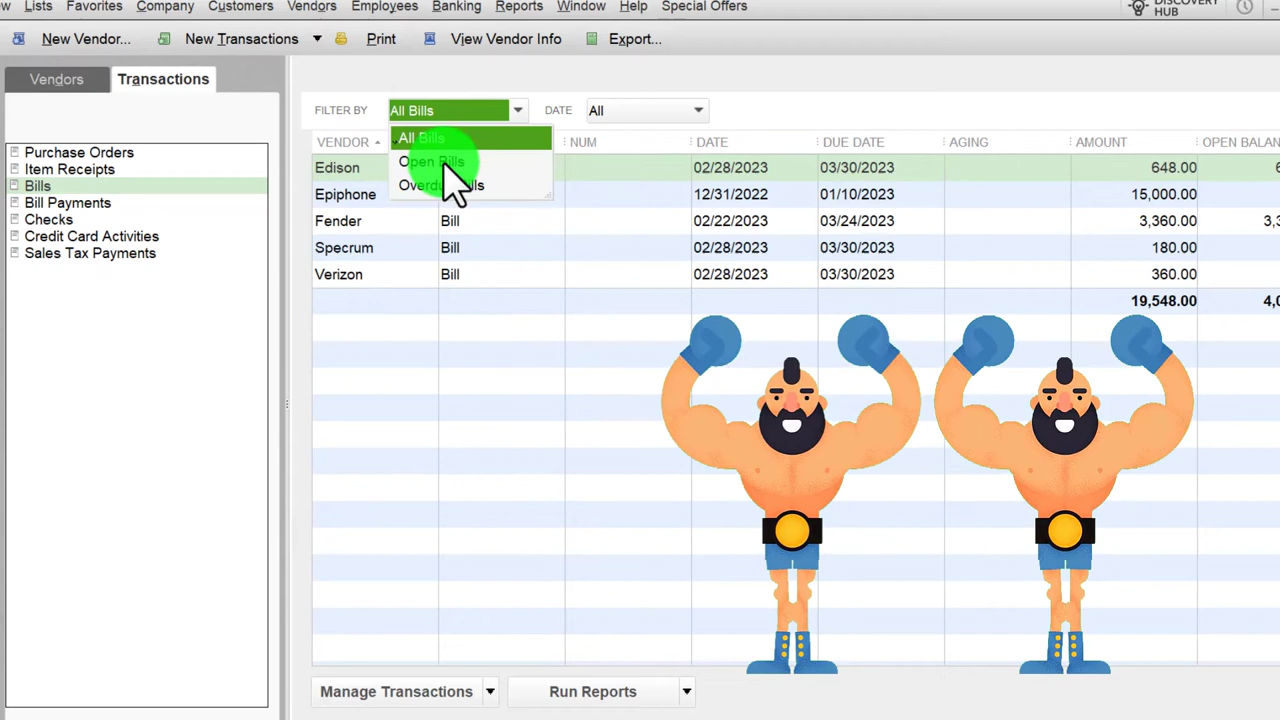 Lists Favorites Company Customers Vendors Employees Banking Reports Window Help Special Offers DISCOVERY
HUB
New Vendor... New Transactions Print View Vendor Info Export...
Vendors Transactions
FILTER BY All Bills DATE All
All Bills
Open Bills
VENDOR NUM DATE DUE DATE AGING AMOUNT OPEN
Purchase Orders
Item Receipts
Bills
Bill Payments
Checks
Credit Card Activities
Sales Tax Payments
Edison 02/28/2023 03/30/2023 648.00
Epiphone 12/31/2022 01/10/2023 15,000.00
Fender Bill 02/22/2023 03/24/2023 3,360.00
Specrum Bill 02/28/2023 03/30/2023 180.00
Verizon Bill 02/28/2023 03/30/2023 360.00
19,548.00
Manage Transactions Run Reports